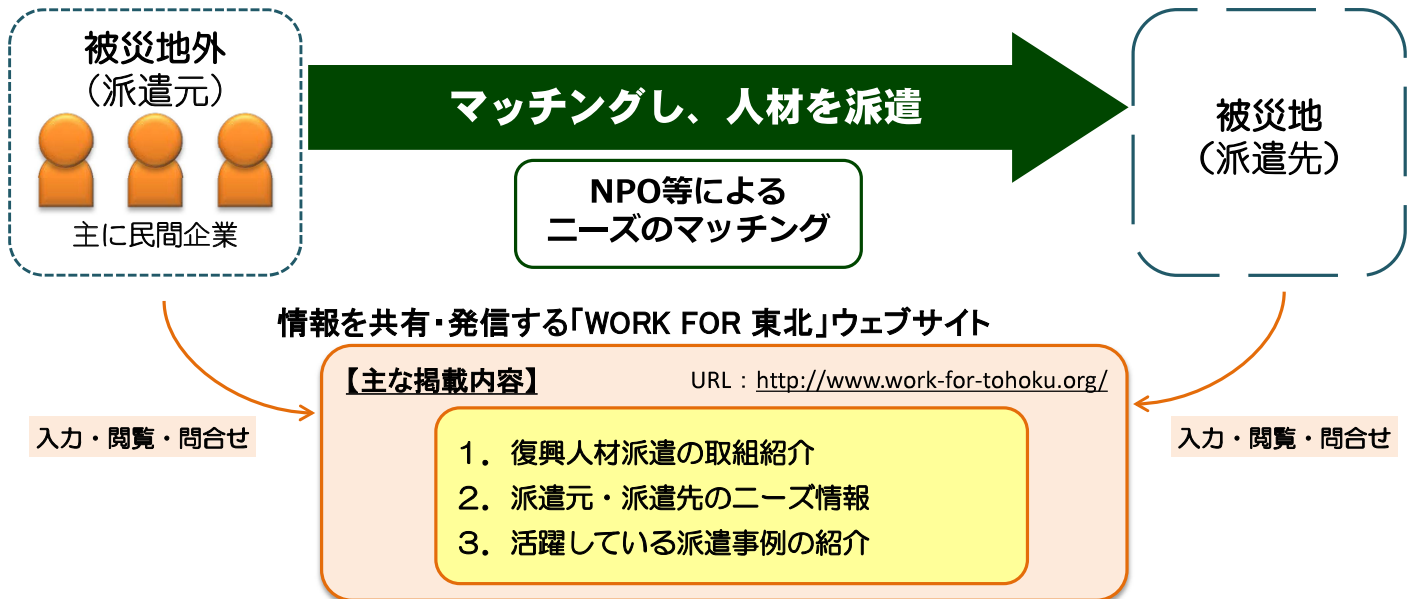 被災地外
（派遣元）
主に民間企業
マッチングし、人材を派遣
NPO等による
ニーズのマッチング
被災地
（派遣先）
情報を共有・発信する「WORK FOR 東北」ウェブサイト
【主な掲載内容】 URL：http://www.work-for-tohoku.org/
入力・閲覧・問合せ
１．復興人材派遣の取組紹介
２．派遣元・派遣先のニーズ情報
３．活躍している派遣事例の紹介
入力・閲覧・問合せ